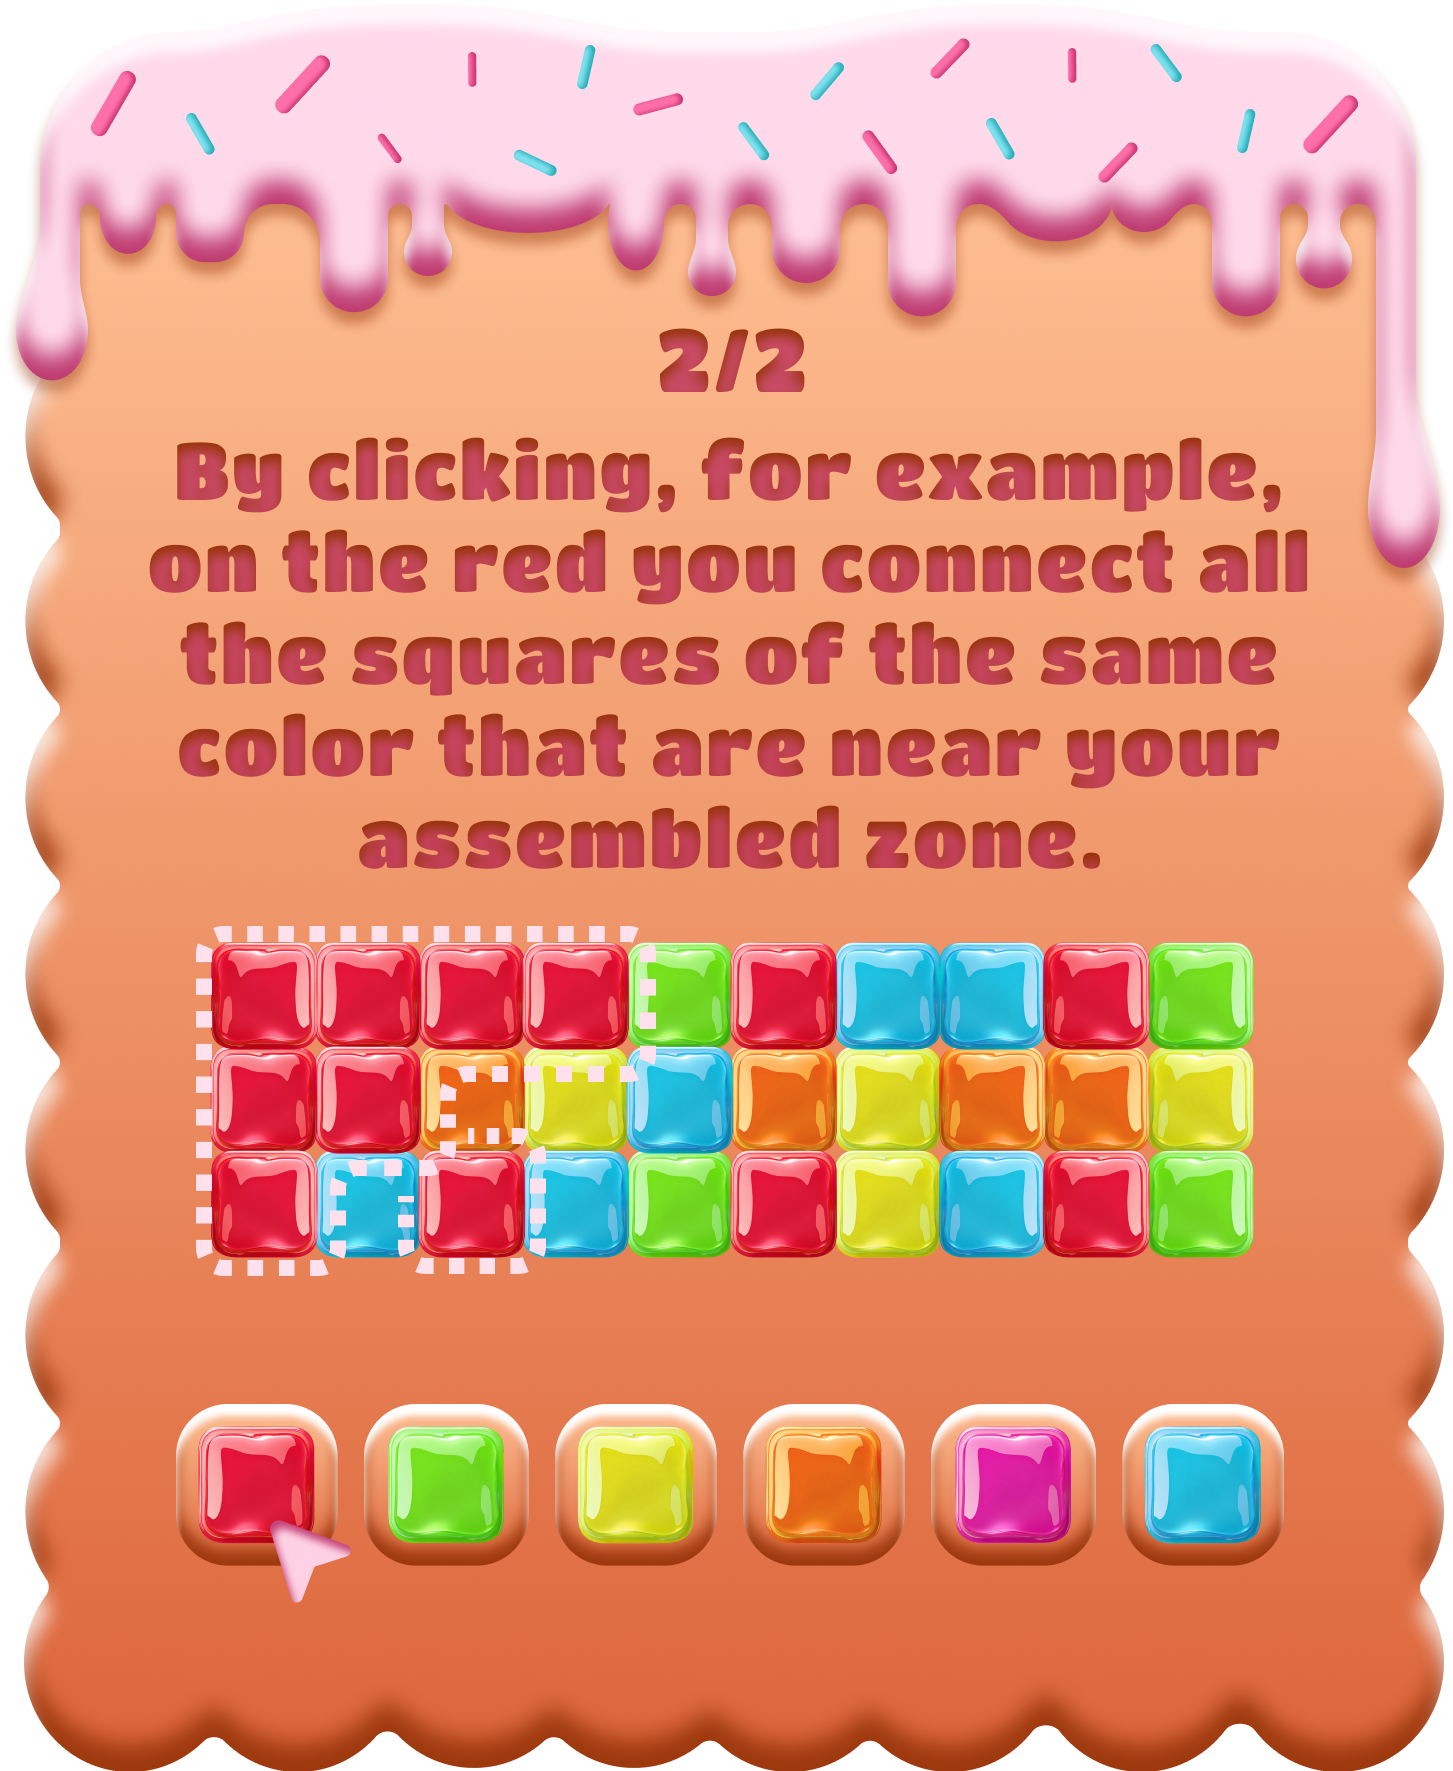 2/2
By clicking, for example,
on the red you connect all
the squares of the same
color that are near your
assembled zone.